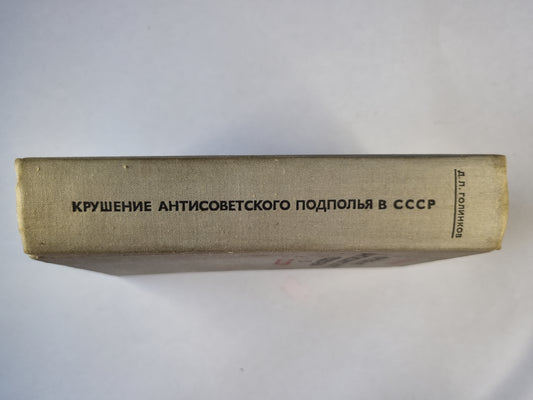 Д. Л. ГОЛИНКОВ
КРУШЕНИЕ АНТИСОВЕТСКОГО ПОДПОЛЬЯ В СССР